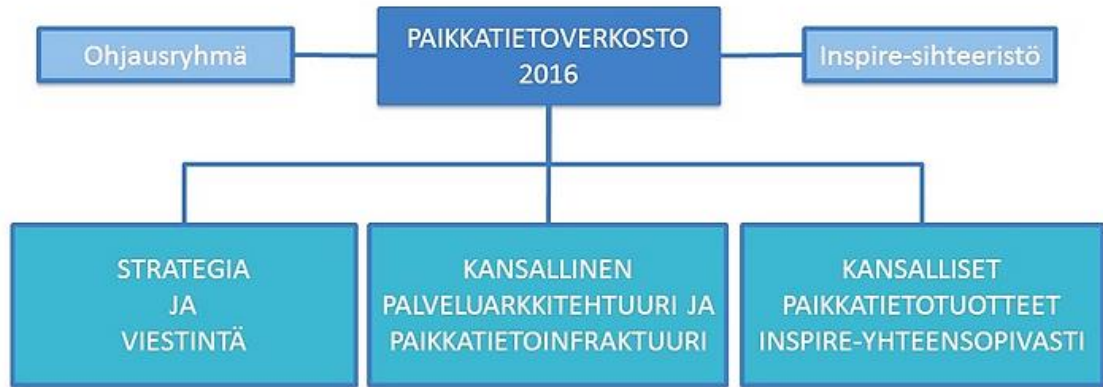 Ohjausryhmä
PAIKKATIETOVERKOSTO
2016
Inspire-sihteeristö
STRATEGIA
JA
VIESTINTÄ
KANSALLINEN
PALVELUARKKITEHTUURI JA
PAIKKATIETOINFRAKTUURI
KANSALLISET
PAIKKATIETOTUOTTEET
INSPIRE-YHTEENSOPIVASTI